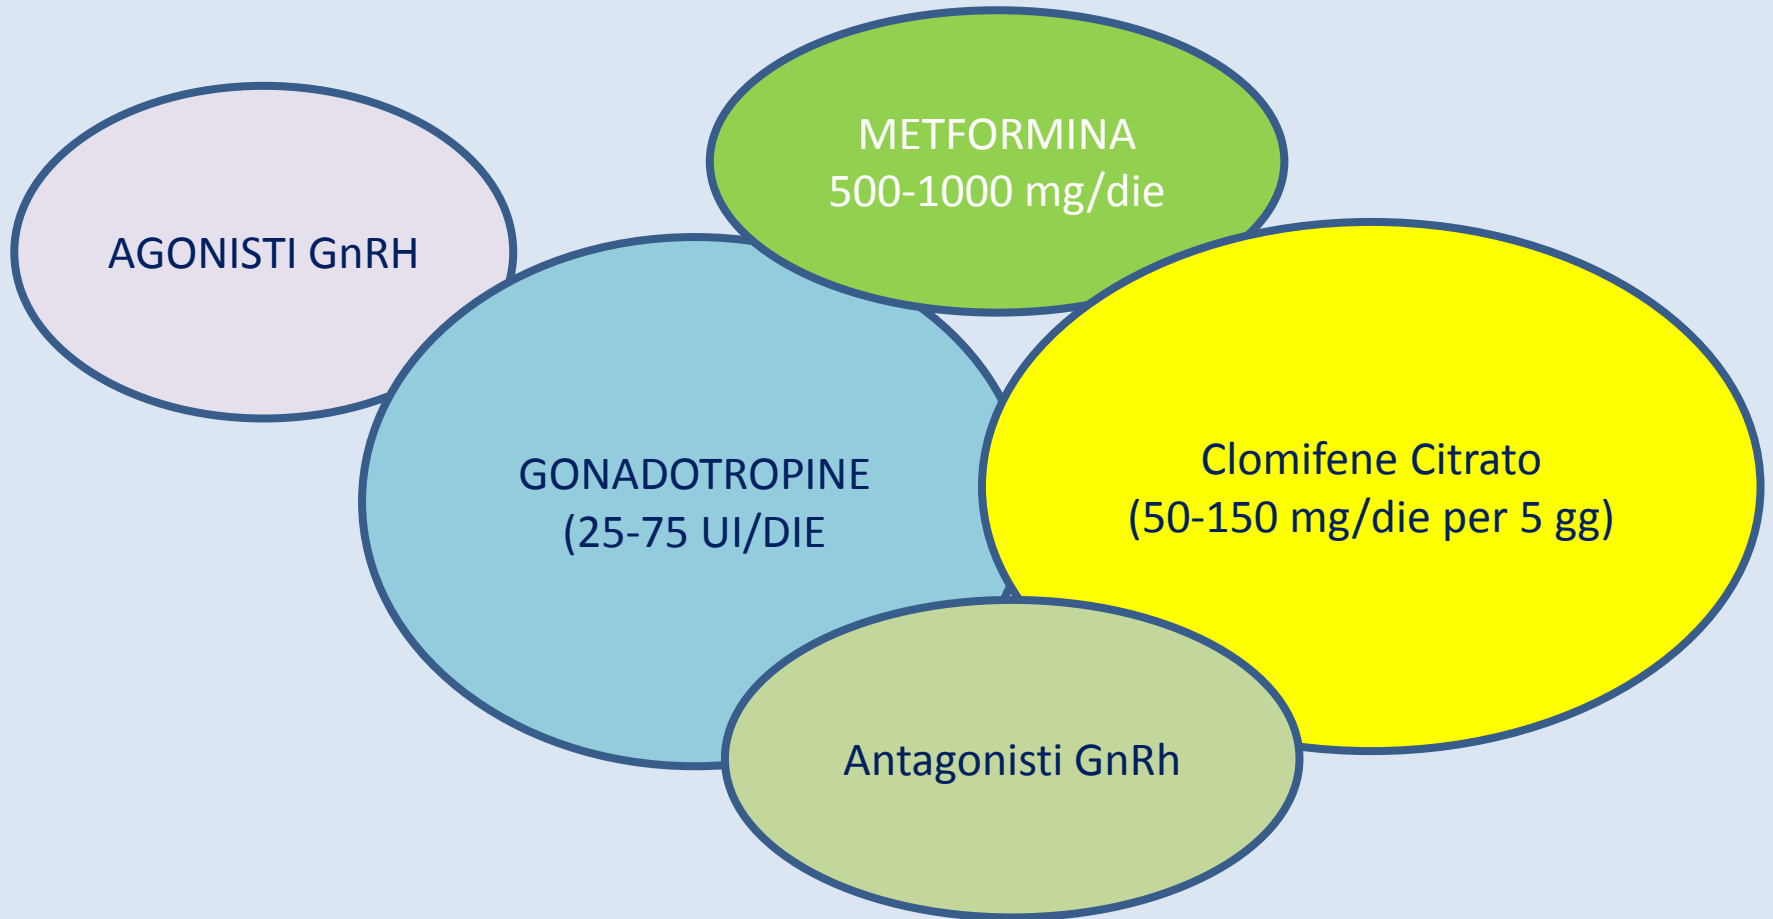 METFORMINA
500-1000 mg/die
AGONISTI GnRH
GONADOTROPINE
(25-75 UI/DIE
Clomifene Citrato
(50-150 mg/die per 5 gg)
Antagonisti GnRh